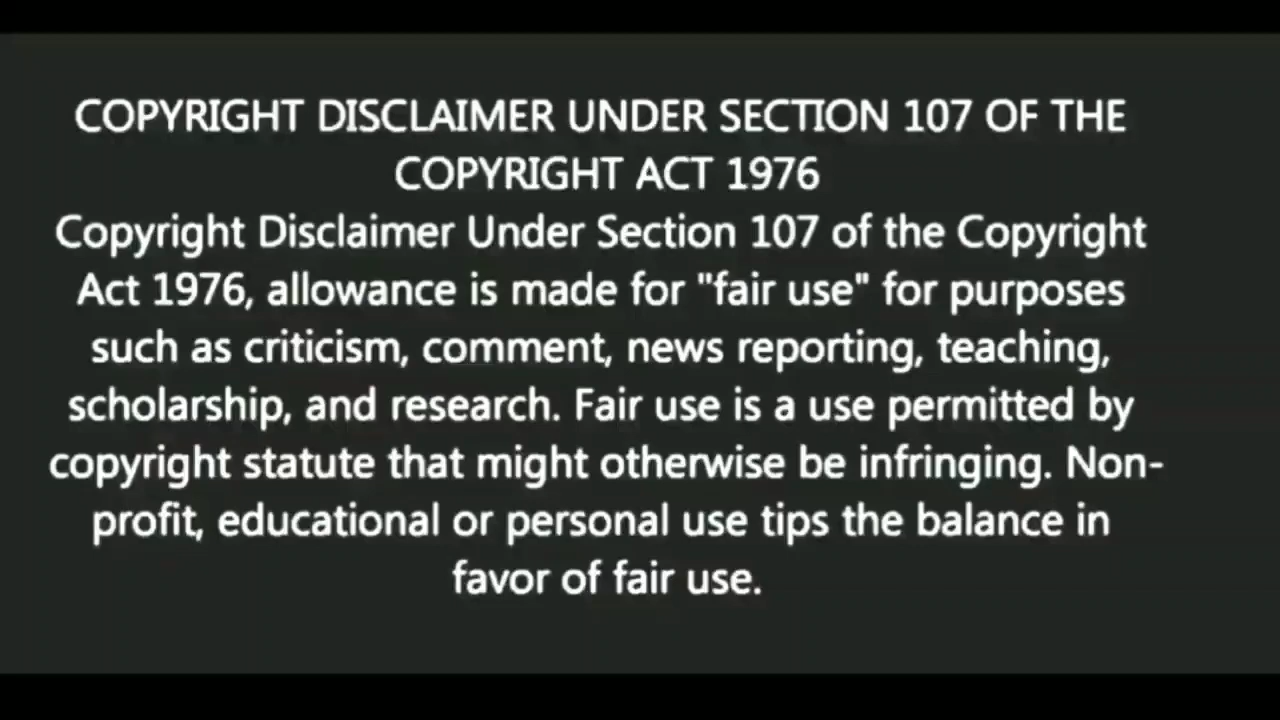 COPYRIGHT DISCLAIMER UNDER SECTION 107 OF THE
COPYRIGHT ACT 1976
Copyright Disclaimer Under Section 107 of the Copyright
Act 1976, allowance is made for "fair use" for purposes
such as criticism, comment, news reporting, teaching,
scholarship, and research. Fair use is a use permitted by
copyright statute that might otherwise be infringing. Non-
profit, educational or personal use tips the balance in
favor of fair use.